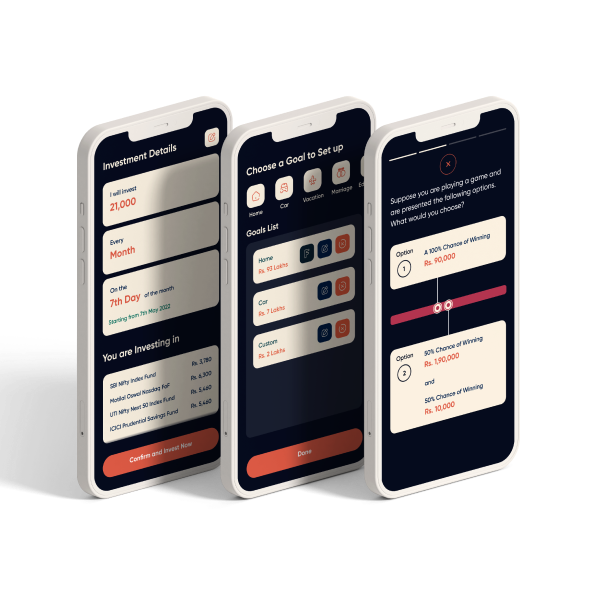 Investment Details
I will invest
21,000
Every
Month
On the
7th Day of the month
Starting from 7th May 2022
You are Investing in
SBI Nifty Index Fund Rs. 3,780
Motilal Oswal Nasdaq FoF Rs. 6,300
UTI Nifty Next 50 Index Fund Rs. 5,460
ICICI Prudential Savings Fund Rs. 5,460
Confirm and Invest Now
Choose a Goal to Set up
Home
Car
Vacation
Marriage
Goals List
Home
Rs. 93 Lakhs
Car
Rs. 7 Lakhs
Custom
Rs. 2 Lakhs
Done
Suppose you are playing a game and
are presented the following options.
What would you choose?
Option
1
A 100% Chance of Winning
Rs. 90,000
Option
2
50% Chance of Winning
Rs. 1,90,000
and
50% Chance of Winning
Rs. 10,000